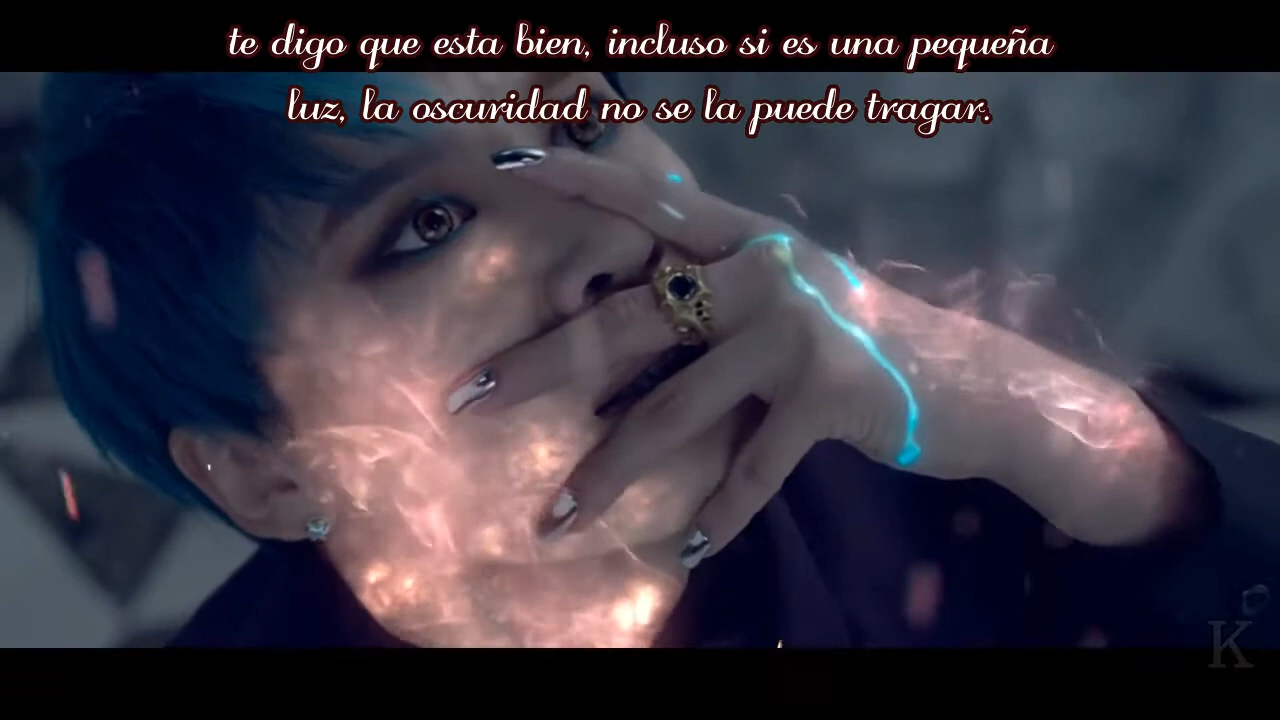 te digo que esta bien, incluso si es una pequeña
luz, la oscuridad no se la puede tragar.
K